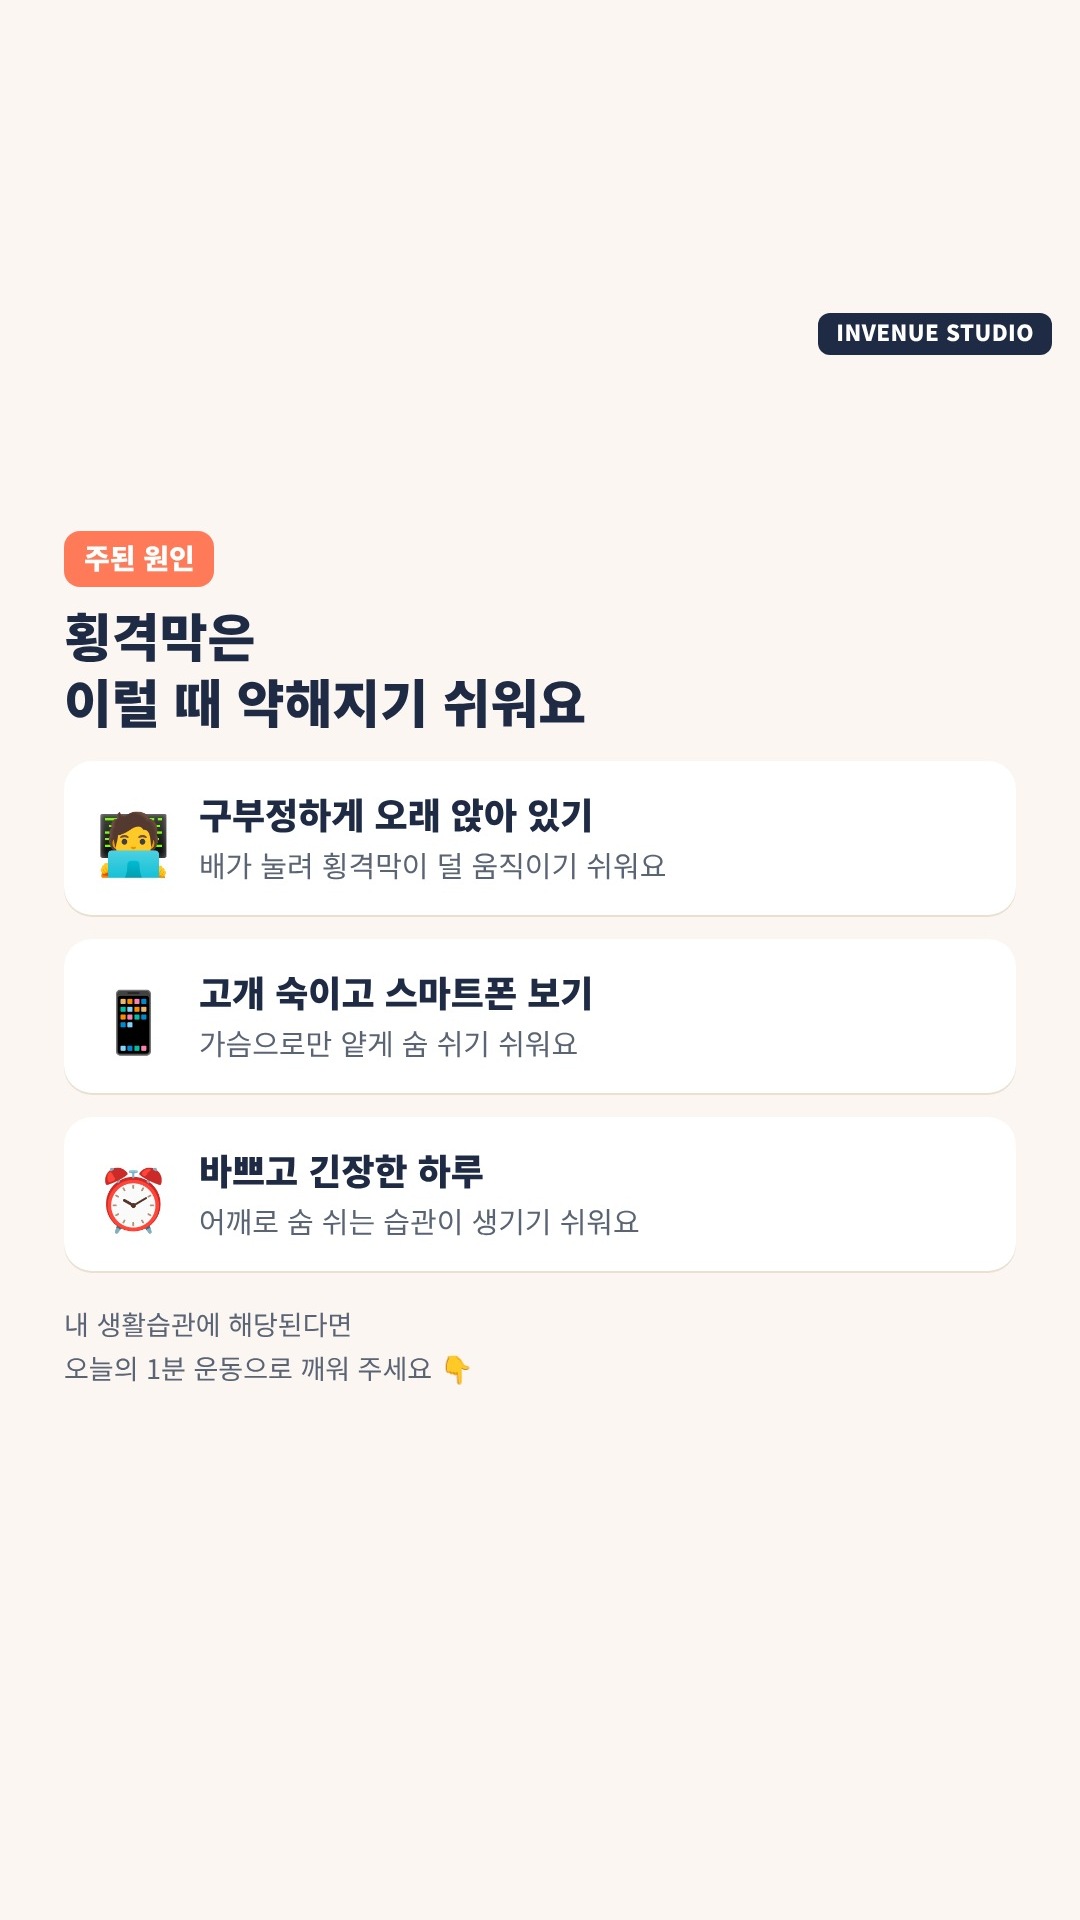 INVENUE STUDIO
주된 원인
횡격막은
이럴 때 약해지기 쉬워요
구부정하게 오래 앉아 있기
배가 눌려 횡격막이 덜 움직이기 쉬워요
고개 숙이고 스마트폰 보기
가슴으로만 얕게 숨 쉬기 쉬워요
바쁘고 긴장한 하루
어깨로 숨 쉬는 습관이 생기기 쉬워요
내 생활습관에 해당된다면
오늘의 1분 운동으로 깨워 주세요 👇